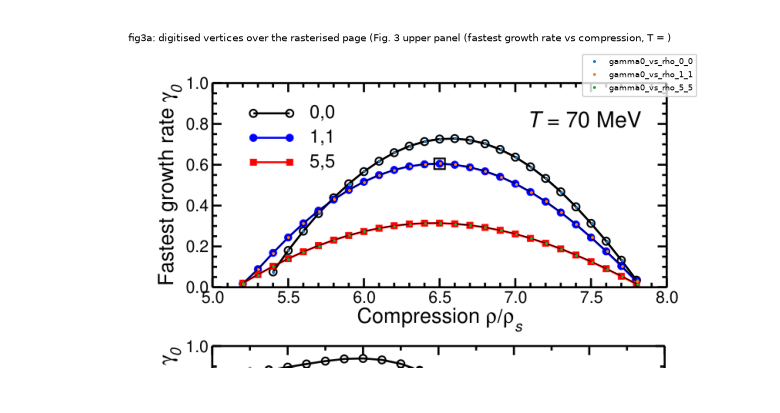 fig3a: digitised vertices over the rasterised page (Fig. 3 upper panel (fastest growth rate vs compression, T = )
gamma0_vs_rho_0_0
gamma0_vs_rho_1_1
gamma0_vs_rho_5_5
1.0
0.8
0.6
0.4
0.2
0.0
Fastest growth rate γ0
0,0
1,1
5,5
T = 70 MeV
5.0 5.5 6.0 6.5 7.0 7.5 8.0
Compression ρ/ρs
1.0
γ0